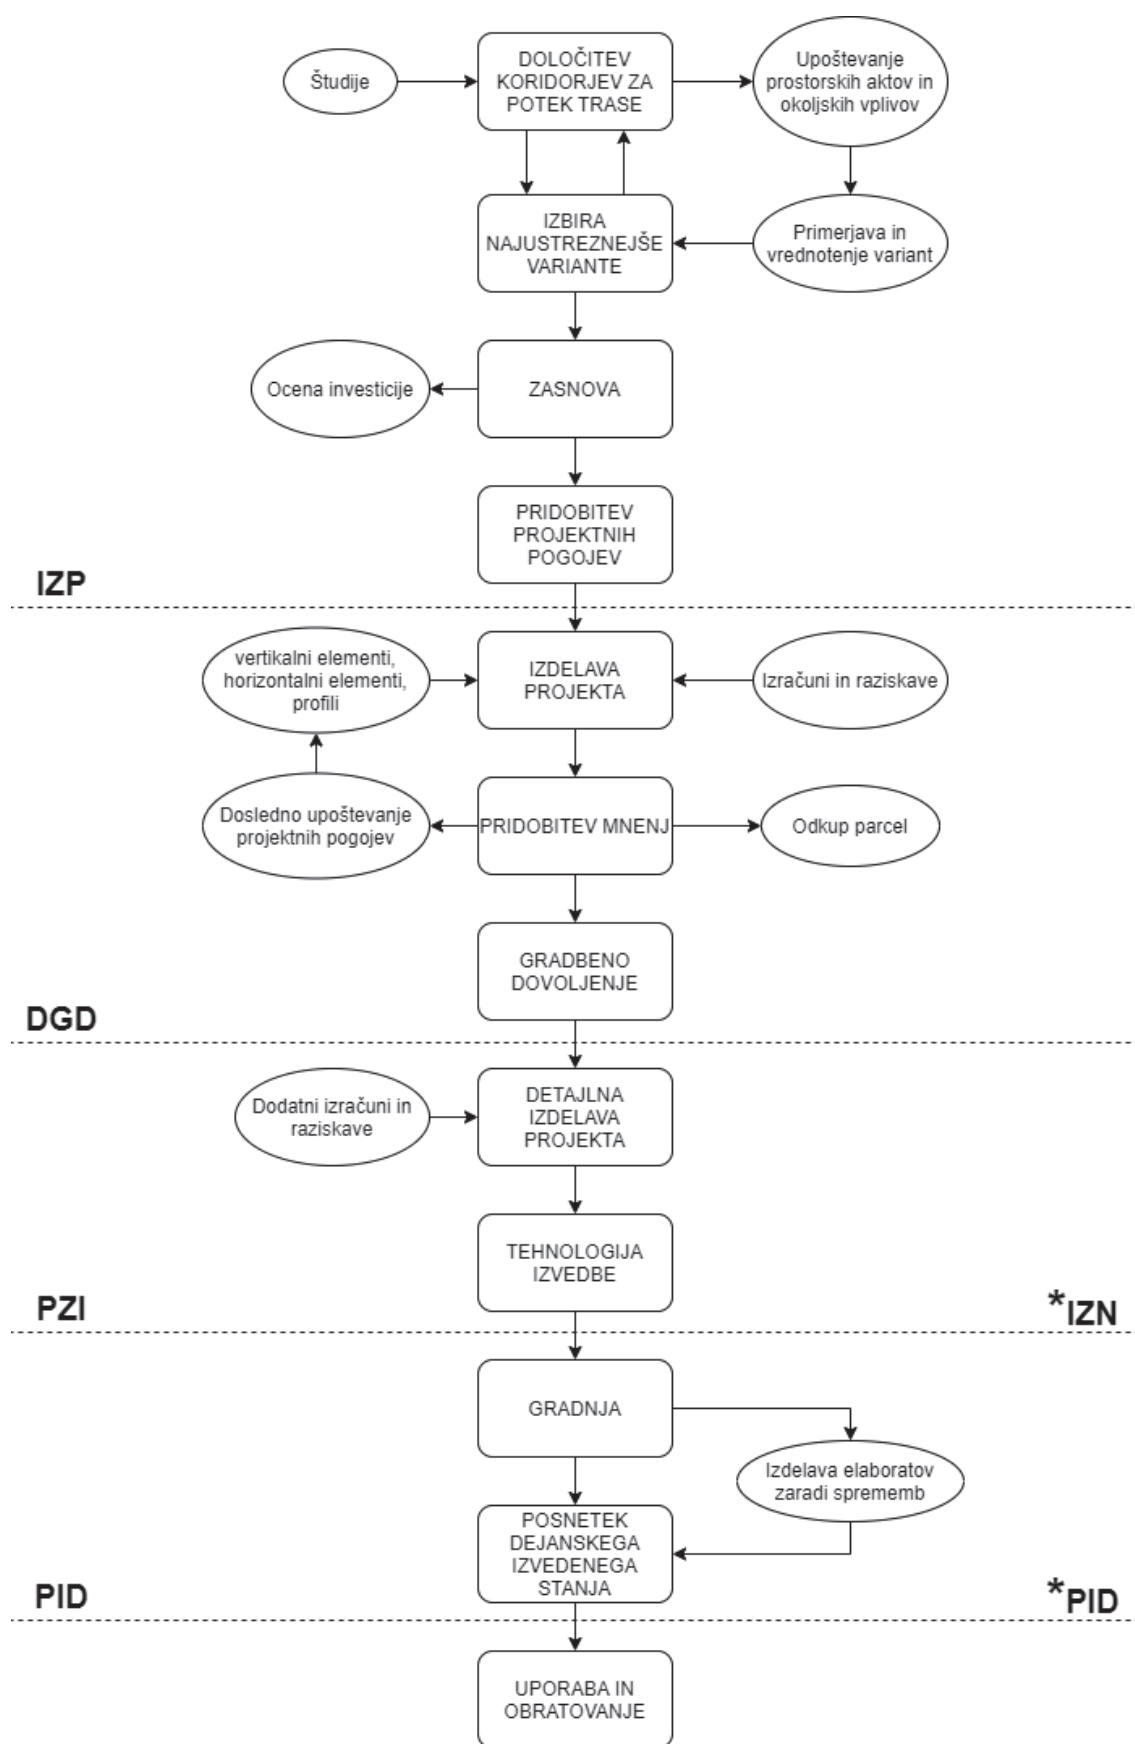 Študije
DOLOČITEV
KORIDORJEV ZA
POTEK TRASE
Upoštevanje
prostorskih aktov in
okoljskih vplivov
IZBIRA
NAJUSTREZNEJŠE
VARIANTE
Primerjava in
vrednotenje variant
Ocena investicije
ZASNOVA
PRIDOBITEV
PROJEKTNIH
POGOJEV
IZP
vertikalni elementi,
horizontalni elementi,
profili
IZDELAVA
PROJEKTA
Izračuni in raziskave
Dosledno upoštevanje
projektnih pogojev
PRIDOBITEV MNENJ
Odkup parcel
GRADBENO
DOVOLJENJE
DGD
Dodatni izračuni in
raziskave
DETAJLNA
IZDELAVA
PROJEKTA
TEHNOLOGIJA
IZVEDBE
PZI
*IZN
GRADNJA
Izdelava elaboratov
zaradi sprememb
POSNETEK
DEJANSKEGA
IZVEDENEGA
STANJA
PID
*PID
UPORABA IN
OBRATOVANJE